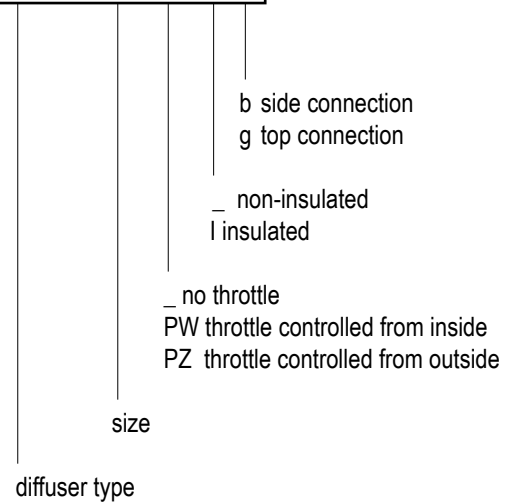 b side connection
g top connection
_ non-insulated
I insulated
_ no throttle
PW throttle controlled from inside
PZ throttle controlled from outside
size
diffuser type